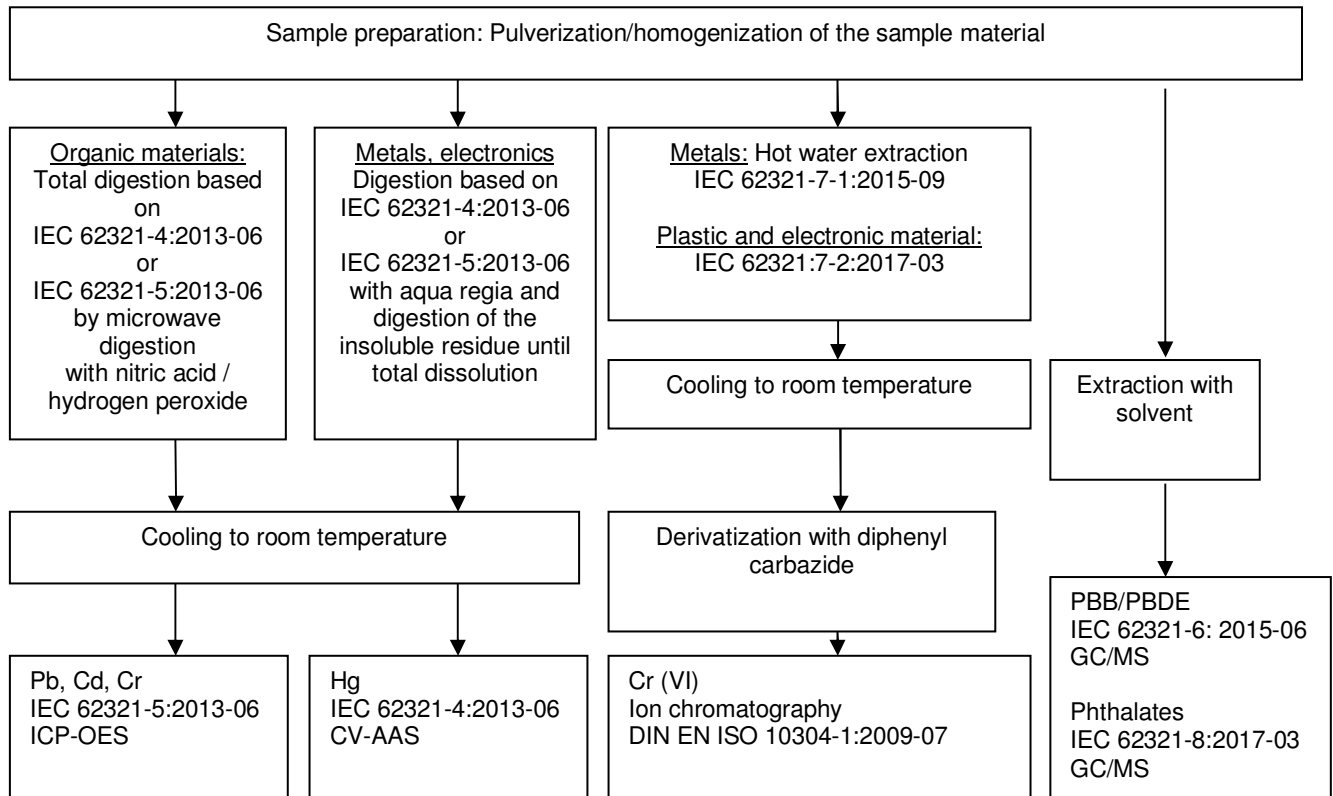 Sample preparation: Pulverization/homogenization of the sample material
Organic materials:
Total digestion based
on
IEC 62321-4:2013-06
or
IEC 62321-5:2013-06
by microwave
digestion
with nitric acid /
hydrogen peroxide
Metals, electronics
Digestion based on
IEC 62321-4:2013-06
or
IEC 62321-5:2013-06
with aqua regia and
digestion of the
insoluble residue until
total dissolution
Metals: Hot water extraction
IEC 62321-7-1:2015-09
Plastic and electronic material:
IEC 62321:7-2:2017-03
Cooling to room temperature
Extraction with
solvent
Cooling to room temperature
Derivatization with diphenyl
carbazide
Pb, Cd, Cr
IEC 62321-5:2013-06
ICP-OES
Hg
IEC 62321-4:2013-06
CV-AAS
Cr (VI)
Ion chromatography
DIN EN ISO 10304-1:2009-07
PBB/PBDE
IEC 62321-6: 2015-06
GC/MS
Phthalates
IEC 62321-8:2017-03
GC/MS